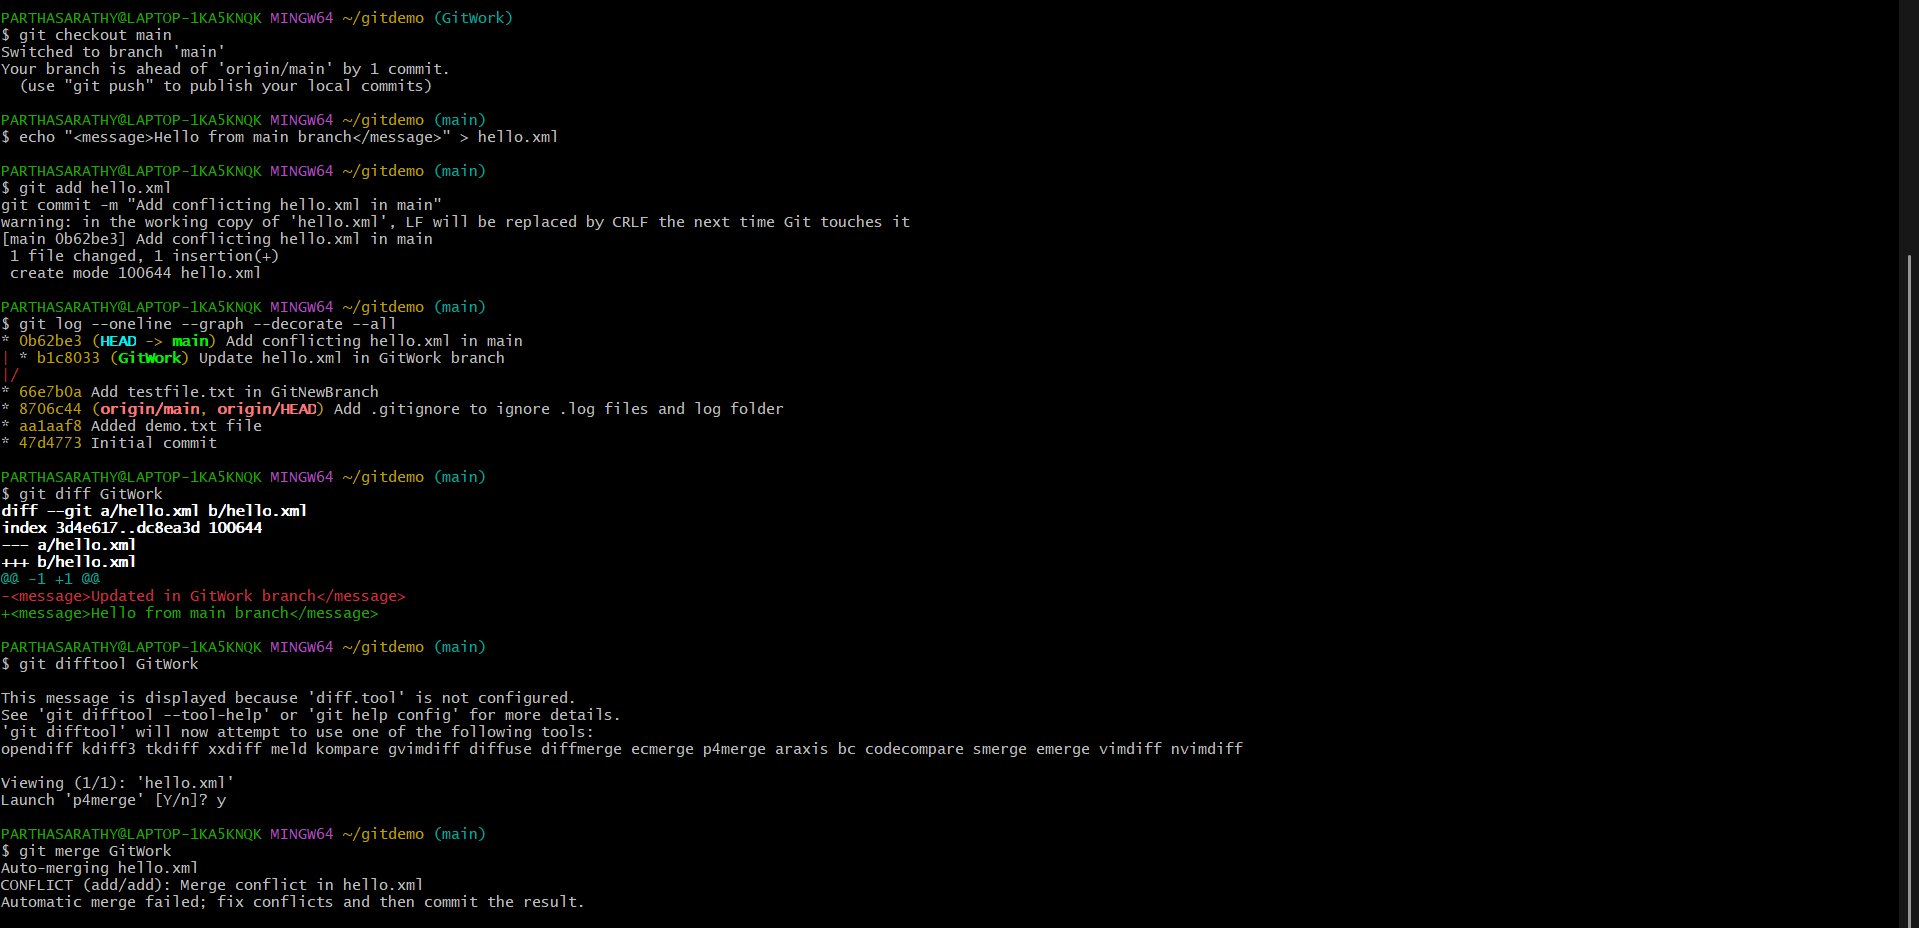 PARTHASARATHY@LAPTOP-1KA5KNQK MINGW64 ~/gitdemo (GitWork)
$ git checkout main
Switched to branch 'main'
Your branch is ahead of 'origin/main' by 1 commit.
  (use "git push" to publish your local commits)

PARTHASARATHY@LAPTOP-1KA5KNQK MINGW64 ~/gitdemo (main)
$ echo "<message>Hello from main branch</message>" > hello.xml

PARTHASARATHY@LAPTOP-1KA5KNQK MINGW64 ~/gitdemo (main)
$ git add hello.xml
git commit -m "Add conflicting hello.xml in main"
warning: in the working copy of 'hello.xml', LF will be replaced by CRLF the next time Git touches it
[main 0b62be3] Add conflicting hello.xml in main
 1 file changed, 1 insertion(+)
 create mode 100644 hello.xml

PARTHASARATHY@LAPTOP-1KA5KNQK MINGW64 ~/gitdemo (main)
$ git log --oneline --graph --decorate --all
* 0b62be3 (HEAD -> main) Add conflicting hello.xml in main
| * b1c8033 (GitWork) Update hello.xml in GitWork branch
|/
* 66e7b0a Add testfile.txt in GitNewBranch
* 8706c44 (origin/main, origin/HEAD) Add .gitignore to ignore .log files and log folder
* aa1aaf8 Added demo.txt file
* 47d4773 Initial commit

PARTHASARATHY@LAPTOP-1KA5KNQK MINGW64 ~/gitdemo (main)
$ git diff GitWork
diff --git a/hello.xml b/hello.xml
index 3d4e617..dc8ea3d 100644
--- a/hello.xml
+++ b/hello.xml
@@ -1 +1 @@
-<message>Updated in GitWork branch</message>
+<message>Hello from main branch</message>

PARTHASARATHY@LAPTOP-1KA5KNQK MINGW64 ~/gitdemo (main)
$ git difftool GitWork

This message is displayed because 'diff.tool' is not configured.
See 'git difftool --tool-help' or 'git help config' for more details.
'git difftool' will now attempt to use one of the following tools:
opendiff kdiff3 tkdiff xxdiff meld kompare gvimdiff diffuse diffmerge ecmerge p4merge araxis bc codecompare smerge emerge vimdiff nvimdiff

Viewing (1/1): 'hello.xml'
Launch 'p4merge' [Y/n]? y

PARTHASARATHY@LAPTOP-1KA5KNQK MINGW64 ~/gitdemo (main)
$ git merge GitWork
Auto-merging hello.xml
CONFLICT (add/add): Merge conflict in hello.xml
Automatic merge failed; fix conflicts and then commit the result.